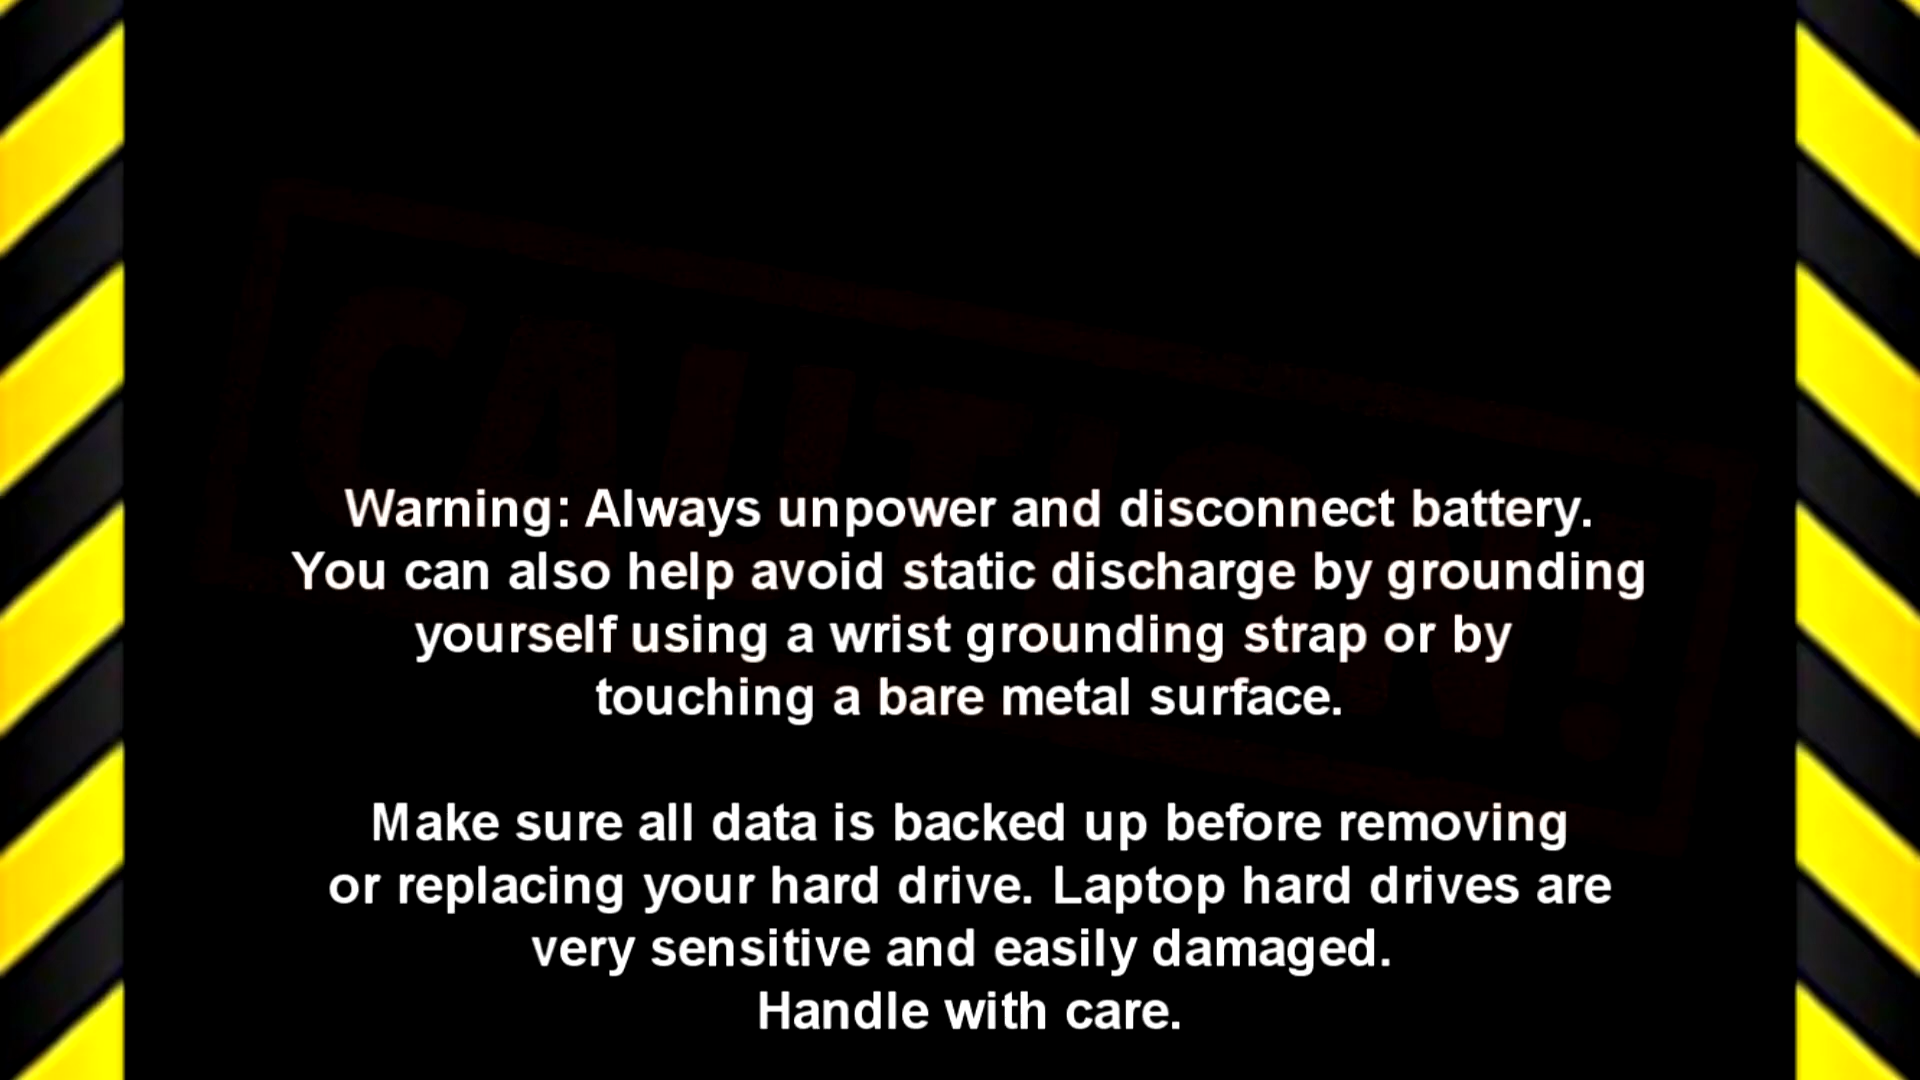 CAUTION!
Warning: Always unpower and disconnect battery.
You can also help avoid static discharge by grounding
yourself using a wrist grounding strap or by
touching a bare metal surface.
Make sure all data is backed up before removing
or replacing your hard drive. Laptop hard drives are
very sensitive and easily damaged.
Handle with care.